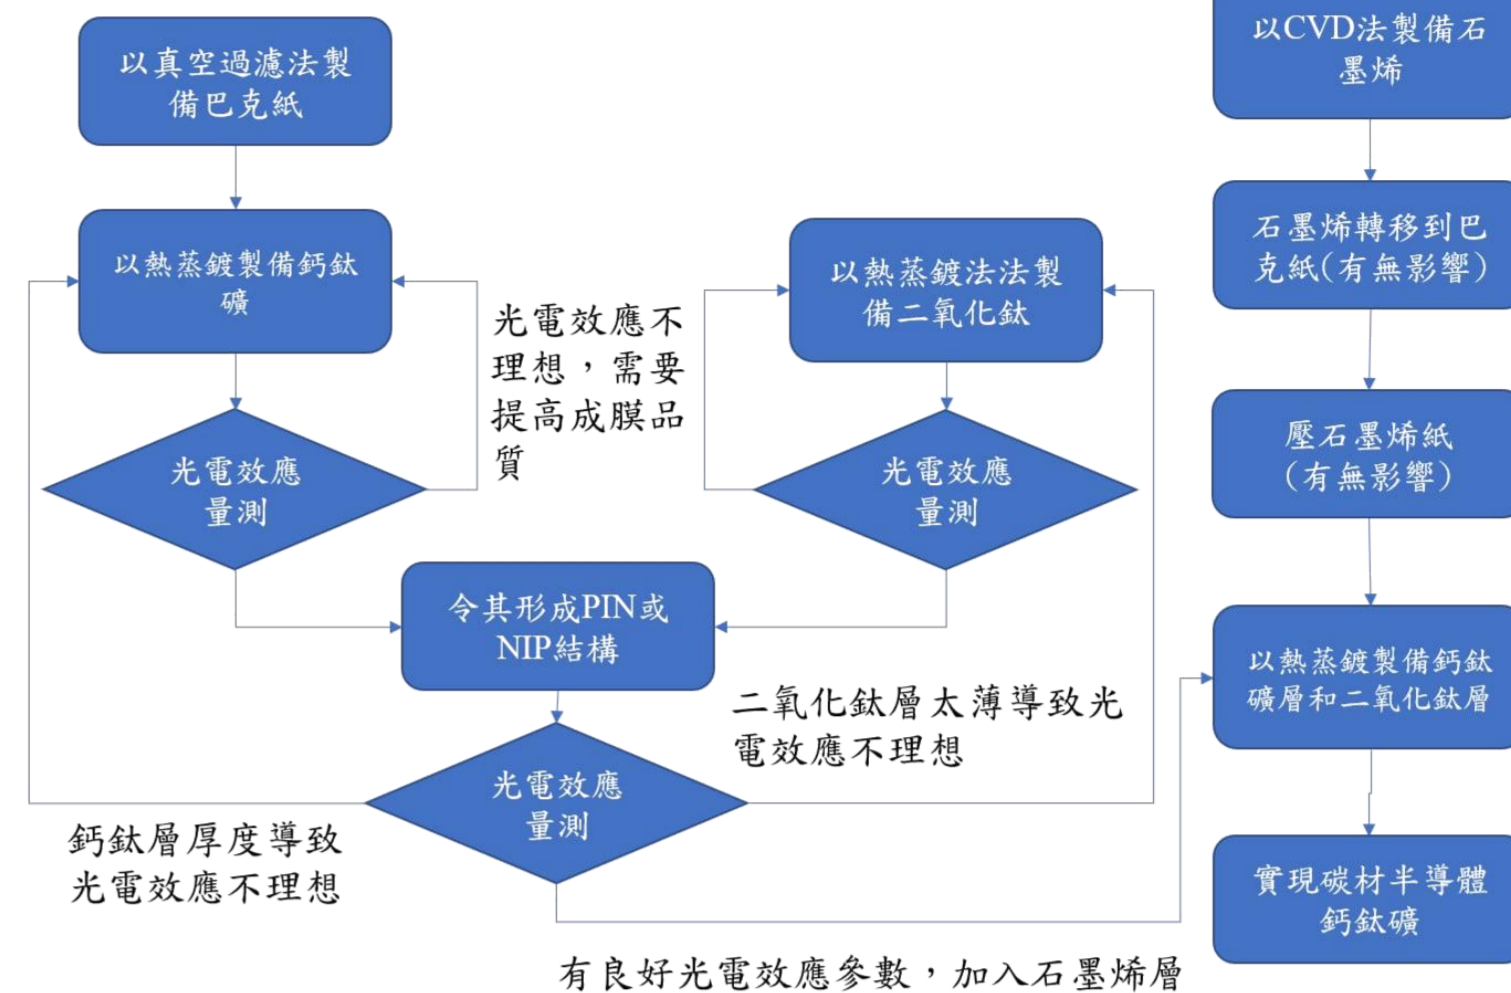 以真空過濾法製
備巴克紙
以熱蒸鍍製備鈣鈦
礦
光電效應不
理想，需要
提高成膜品
質
光電效應
量測
以熱蒸鍍法法製
備二氧化鈦
光電效應
量測
令其形成PIN或
NIP結構
二氧化鈦層太薄導致光
電效應不理想
光電效應
量測
鈣鈦層厚度導致
光電效應不理想
有良好光電效應參數，加入石墨烯層
以CVD法製備石
墨烯
石墨烯轉移到巴
克紙(有無影響)
壓石墨烯紙
(有無影響)
以熱蒸鍍製備鈣鈦
礦層和二氧化鈦層
實現碳材半導體
鈣鈦礦